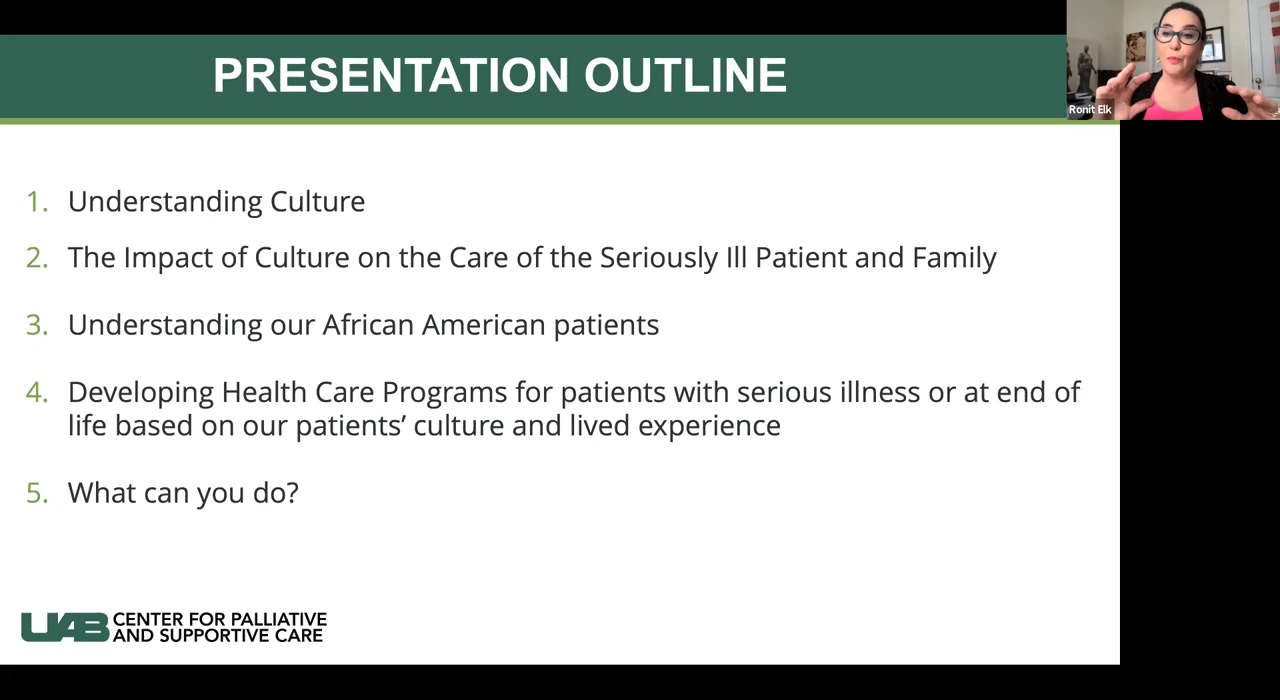 PRESENTATION OUTLINE
Ronit Elk
1. Understanding Culture
2. The Impact of Culture on the Care of the Seriously Ill Patient and Family
3. Understanding our African American patients
4. Developing Health Care Programs for patients with serious illness or at end of
life based on our patients’ culture and lived experience
5. What can you do?
UAB CENTER FOR PALLIATIVE
AND SUPPORTIVE CARE